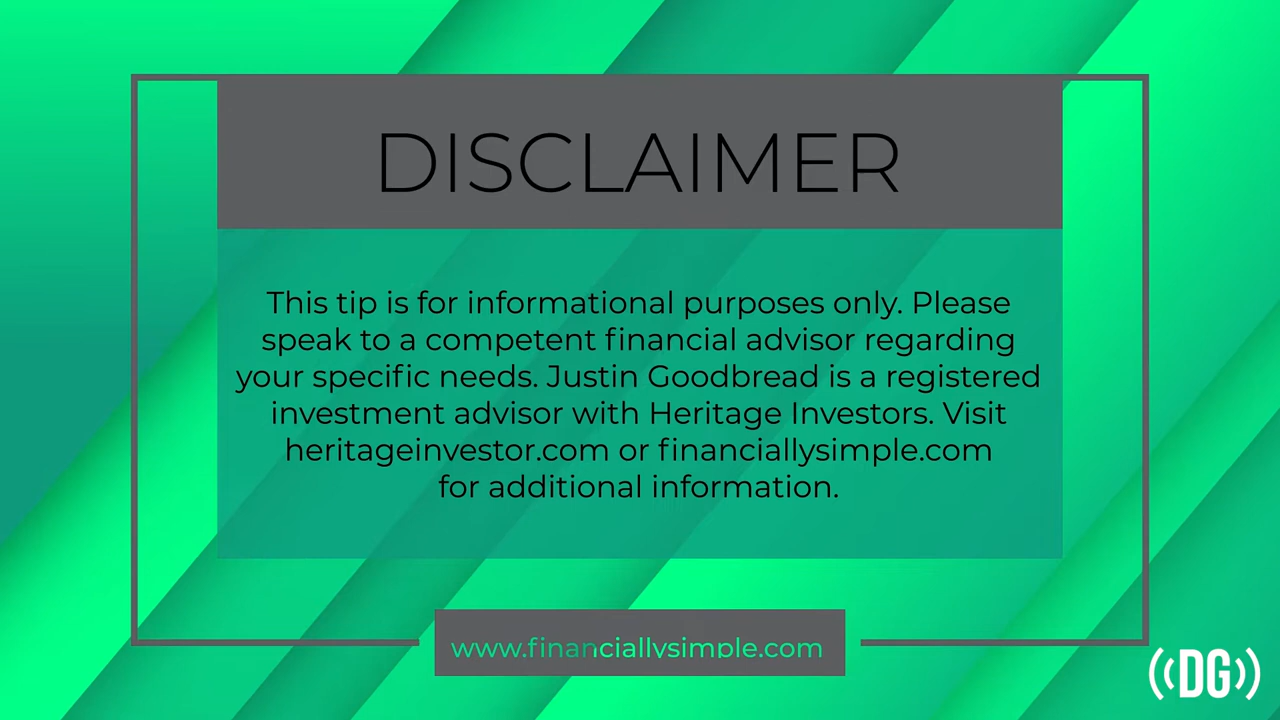 DISCLAIMER
This tip is for informational purposes only. Please
speak to a competent financial advisor regarding
your specific needs. Justin Goodbread is a registered
investment advisor with Heritage Investors. Visit
heritageinvestor.com or financiallysimple.com
for additional information.
www.financiallysimple.com
DG